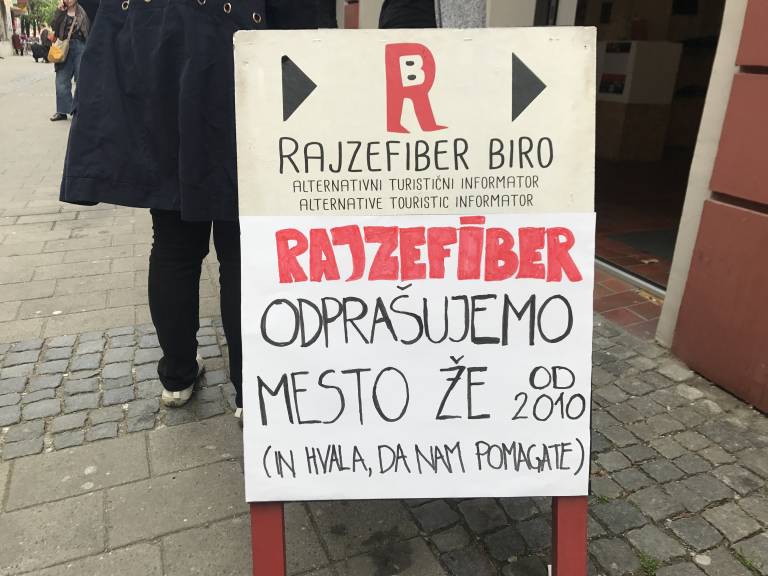 RB
RAJZEFIBER BIRO
ALTERNATIVNI TURISTIČNI INFORMATOR
ALTERNATIVE TOURISTIC INFORMATOR
RAJZEFIBER
ODPRAŠUJEMO
MESTO ŽE OD 2010
(IN HVALA, DA NAM POMAGATE)